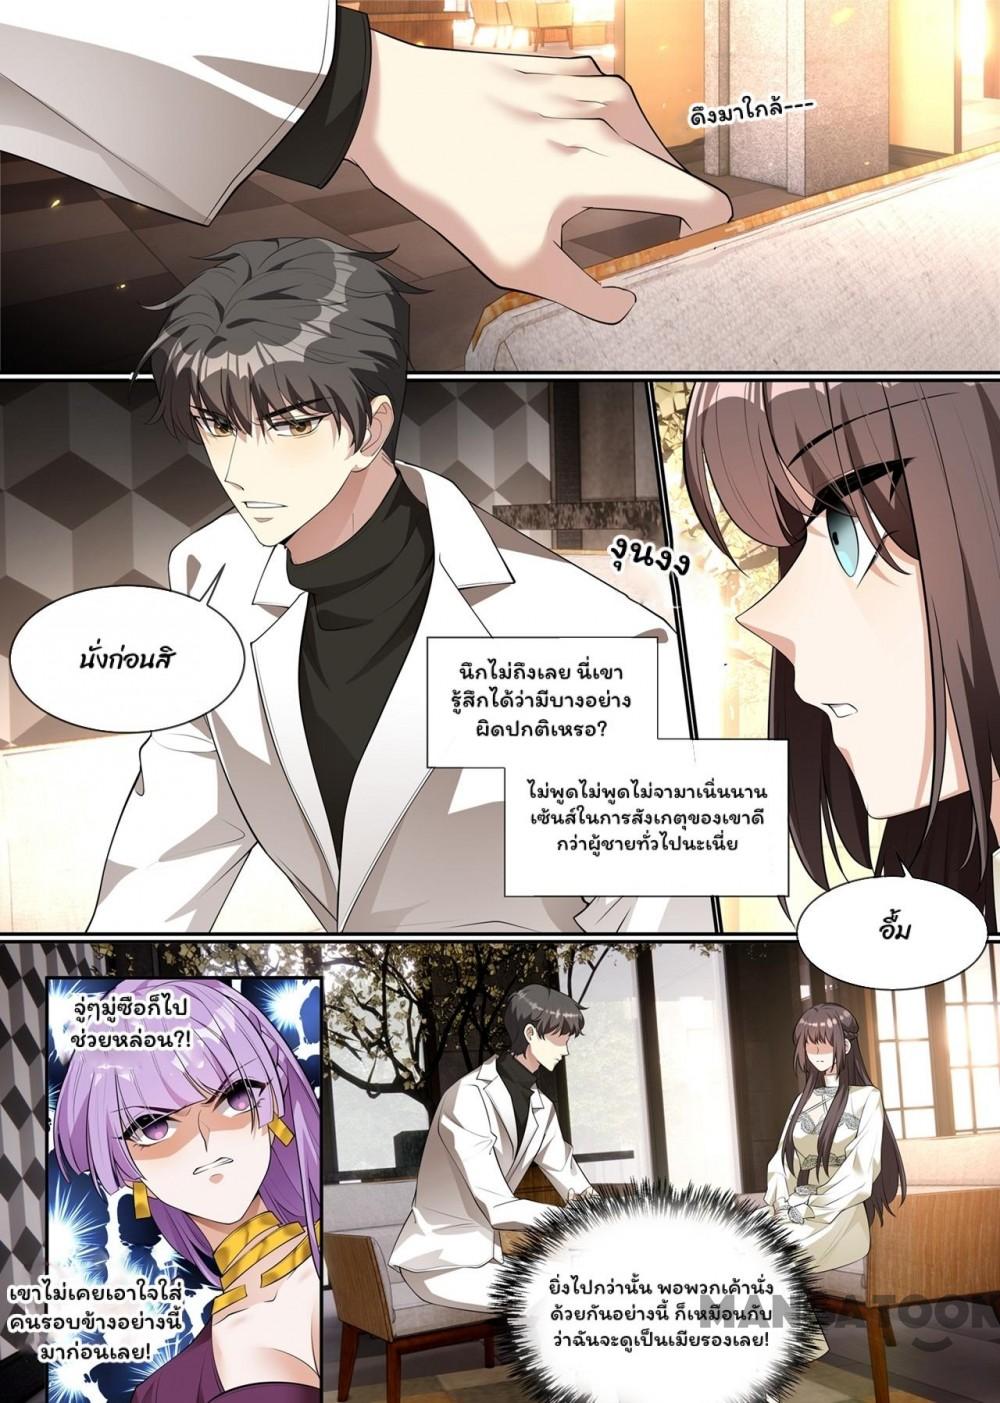 ดึงมาใกล้---
งุนงง
นั่งก่อนสิ
นึกไม่ถึงเลย นี่เขา
รู้สึกได้ว่ามีบางอย่าง
ผิดปกติเหรอ?
ไม่พูดไม่พูดไม่จามาเนิ่นนาน
เซ้นส์ในการสังเกตุของเขาดี
กว่าผู้ชายทั่วไปนะเนี่ย
อื้ม
จู่ๆมู่ซือก็ไป
ช่วยหล่อน?!
เขาไม่เคยเอาใจใส่
คนรอบข้างอย่างนี้
มาก่อนเลย!
ยิ่งไปกว่านั้น พอพวกเค้านั่ง
ด้วยกันอย่างนี้ ก็เหมือนกับ
ว่าฉันจะดูเป็นเมียรองเลย!
MANGATOON